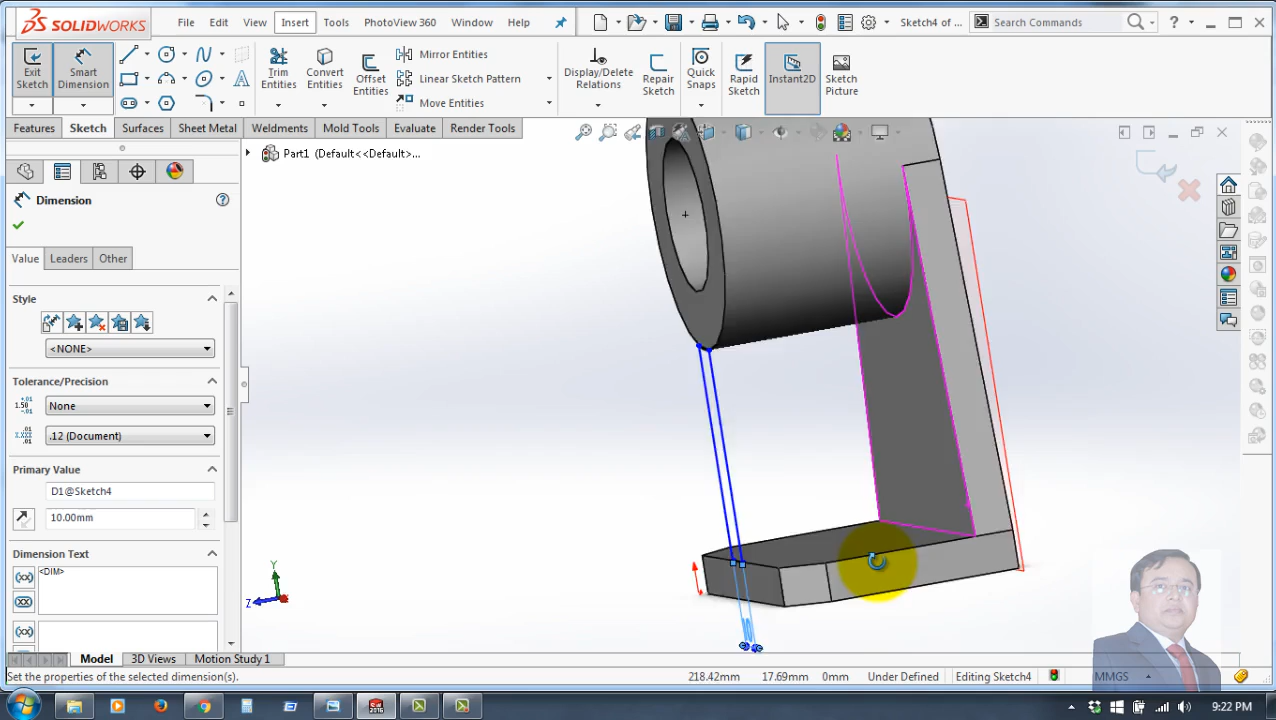 SOLIDWORKS
File Edit View Insert Tools PhotoView 360 Window Help
Sketch4 of ...
Search Commands
?
Exit Sketch
Smart Dimension
Trim Entities
Convert Entities
Offset Entities
Mirror Entities
Linear Sketch Pattern
Move Entities
Display/Delete Relations
Repair Sketch
Quick Snaps
Rapid Sketch
Instant2D
Sketch Picture
Features Sketch Surfaces Sheet Metal Weldments Mold Tools Evaluate Render Tools
Part1 (Default<<Default>...
Dimension
Value Leaders Other
Style
<NONE>
Tolerance/Precision
None
.12 (Document)
Primary Value
D1@Sketch4
10.00mm
Dimension Text
<DIM>
Y
Z
Model 3D Views Motion Study 1
Set the properties of the selected dimension(s).
218.42mm 17.69mm 0mm Under Defined Editing Sketch4 MMGS
9:22 PM